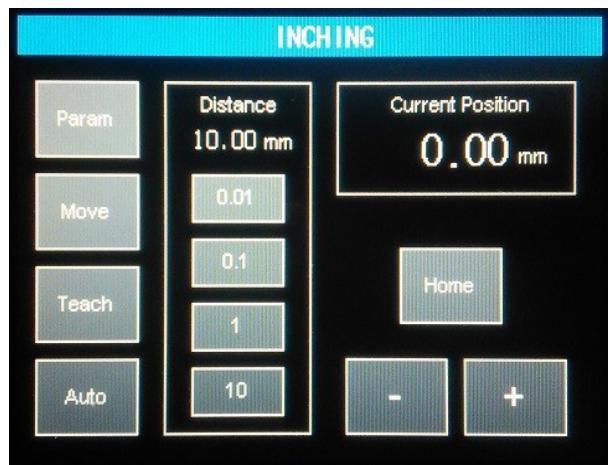 INCHING
Param
Move
Teach
Auto
Distance
10.00 mm
0.01
0.1
1
10
Current Position
0.00 mm
Home
- +